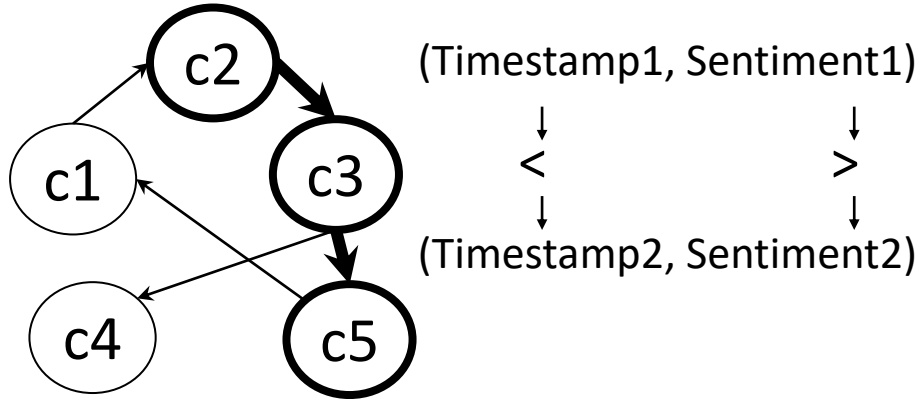 c2
(Timestamp1, Sentiment1)
c1
c3
< >
(Timestamp2, Sentiment2)
c4
c5